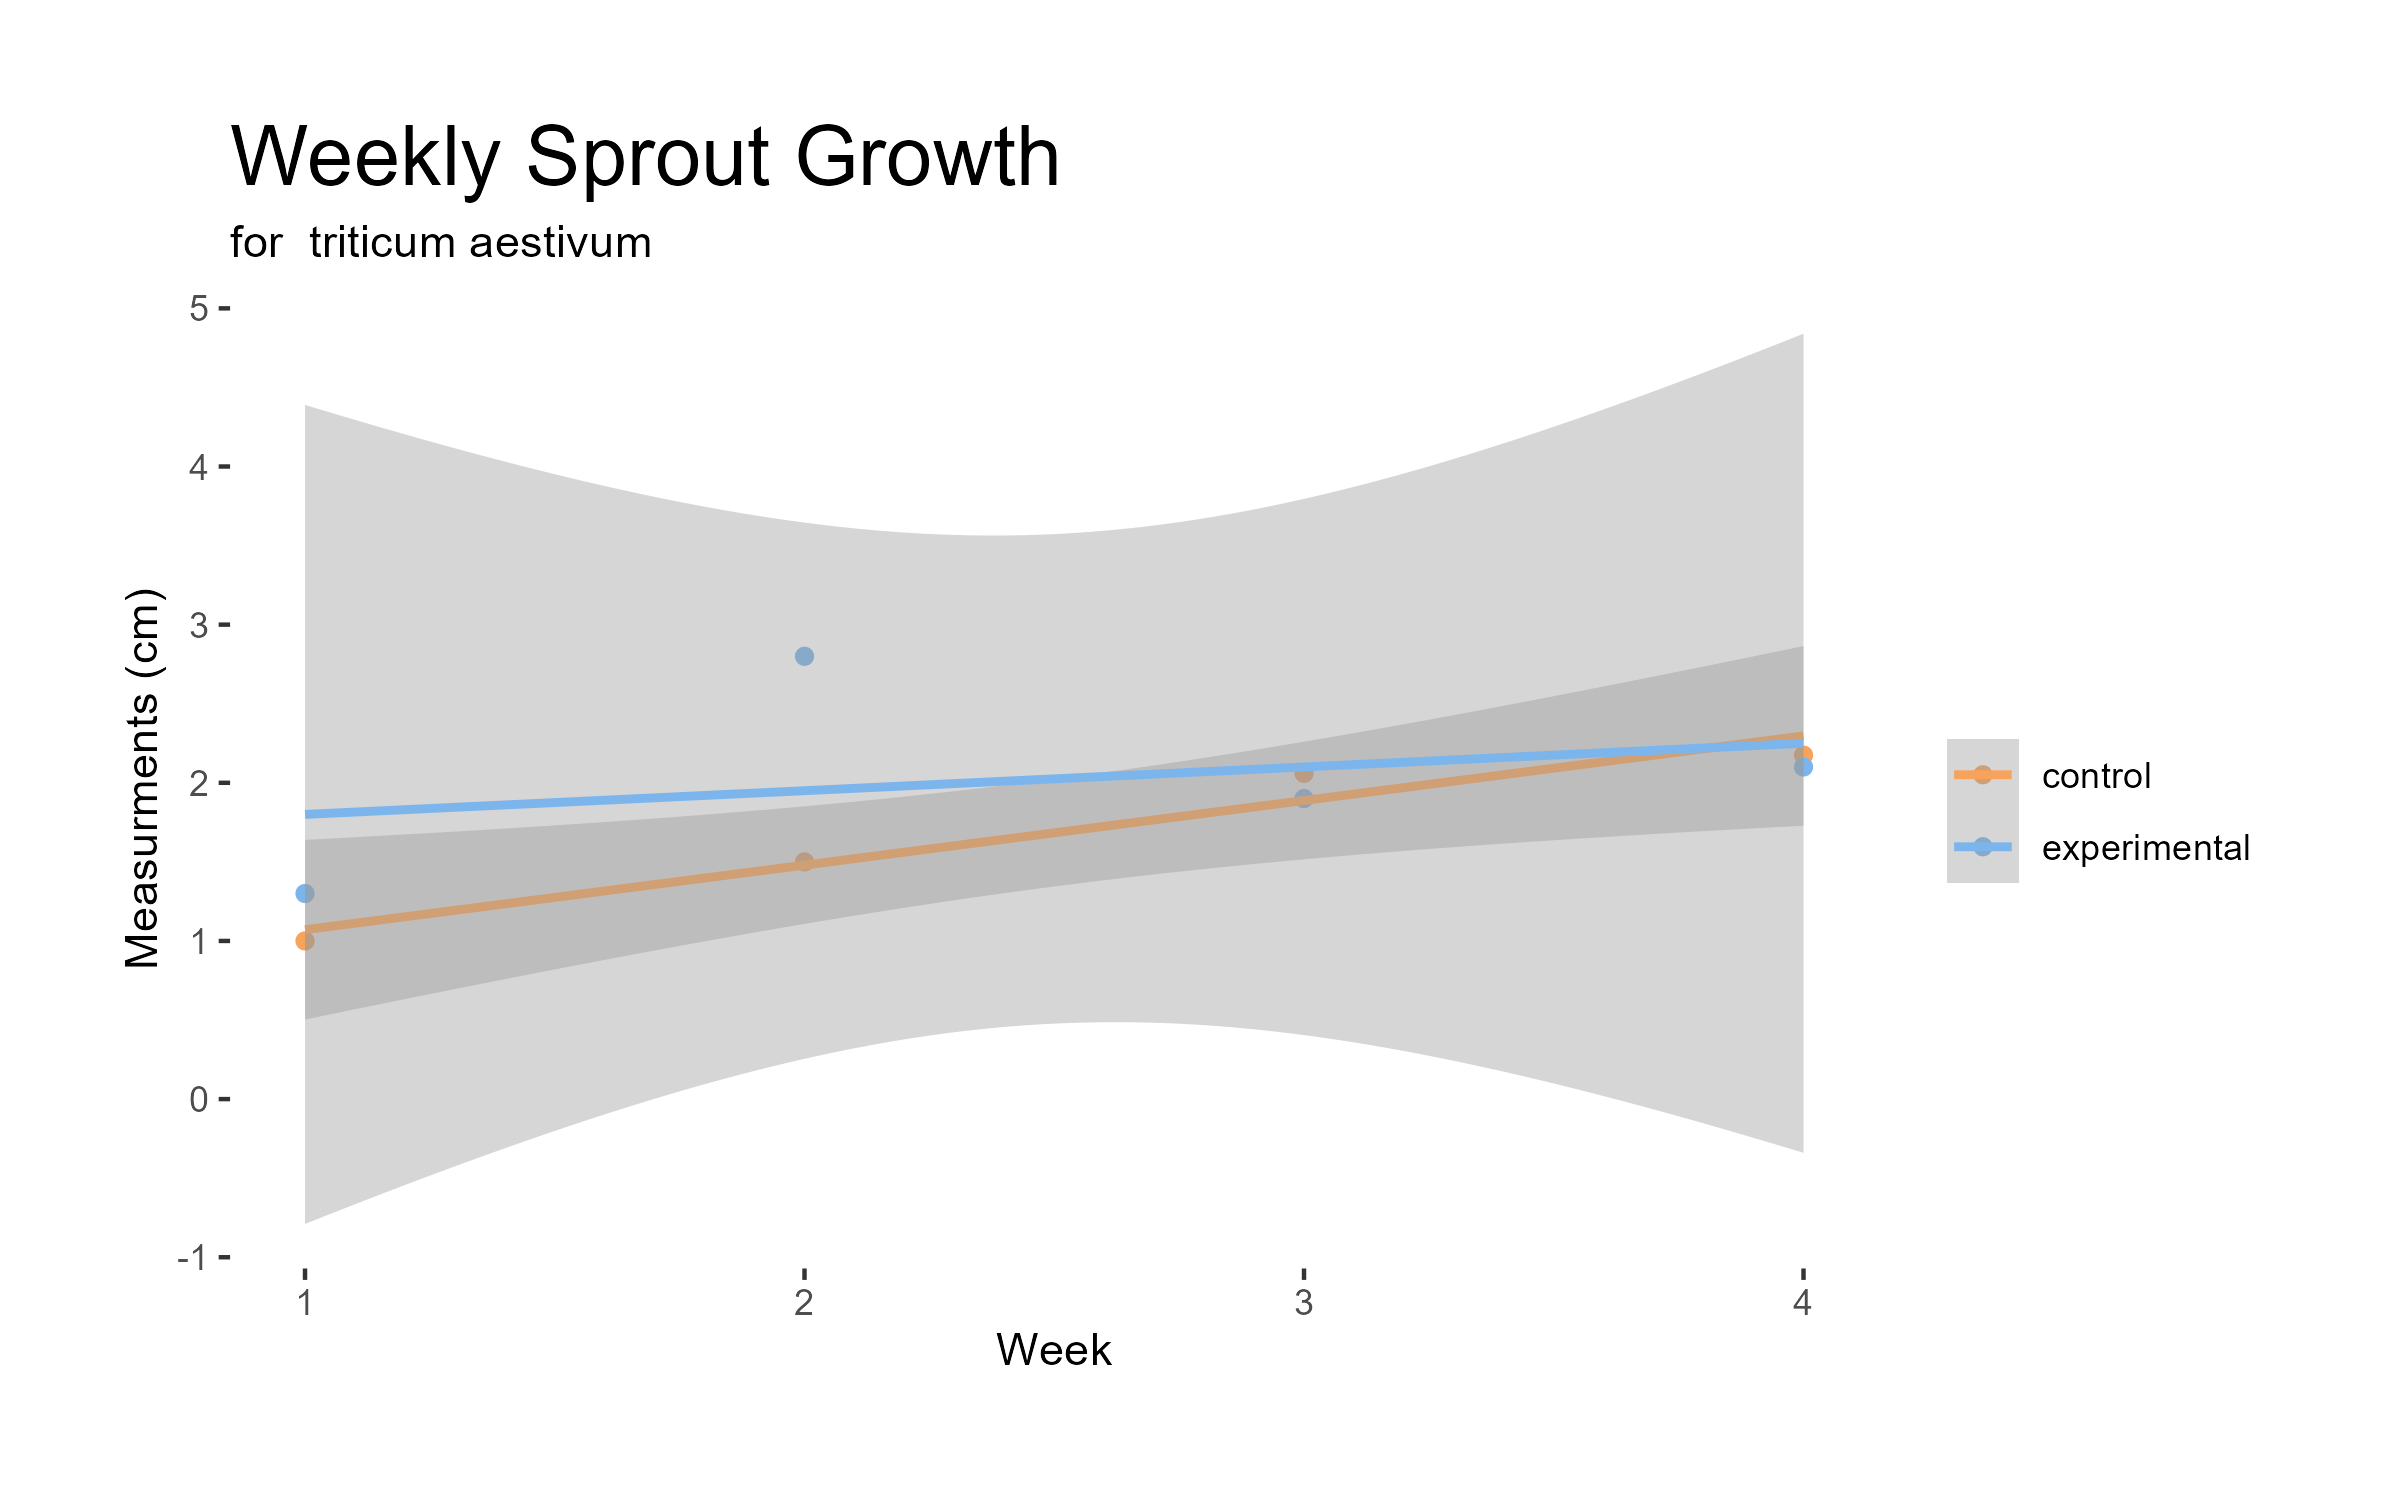 Weekly Sprout Growth
for  triticum aestivum
5
4
3
2
1
0
-1
Measurments (cm)
1 2 3 4
Week
control
experimental